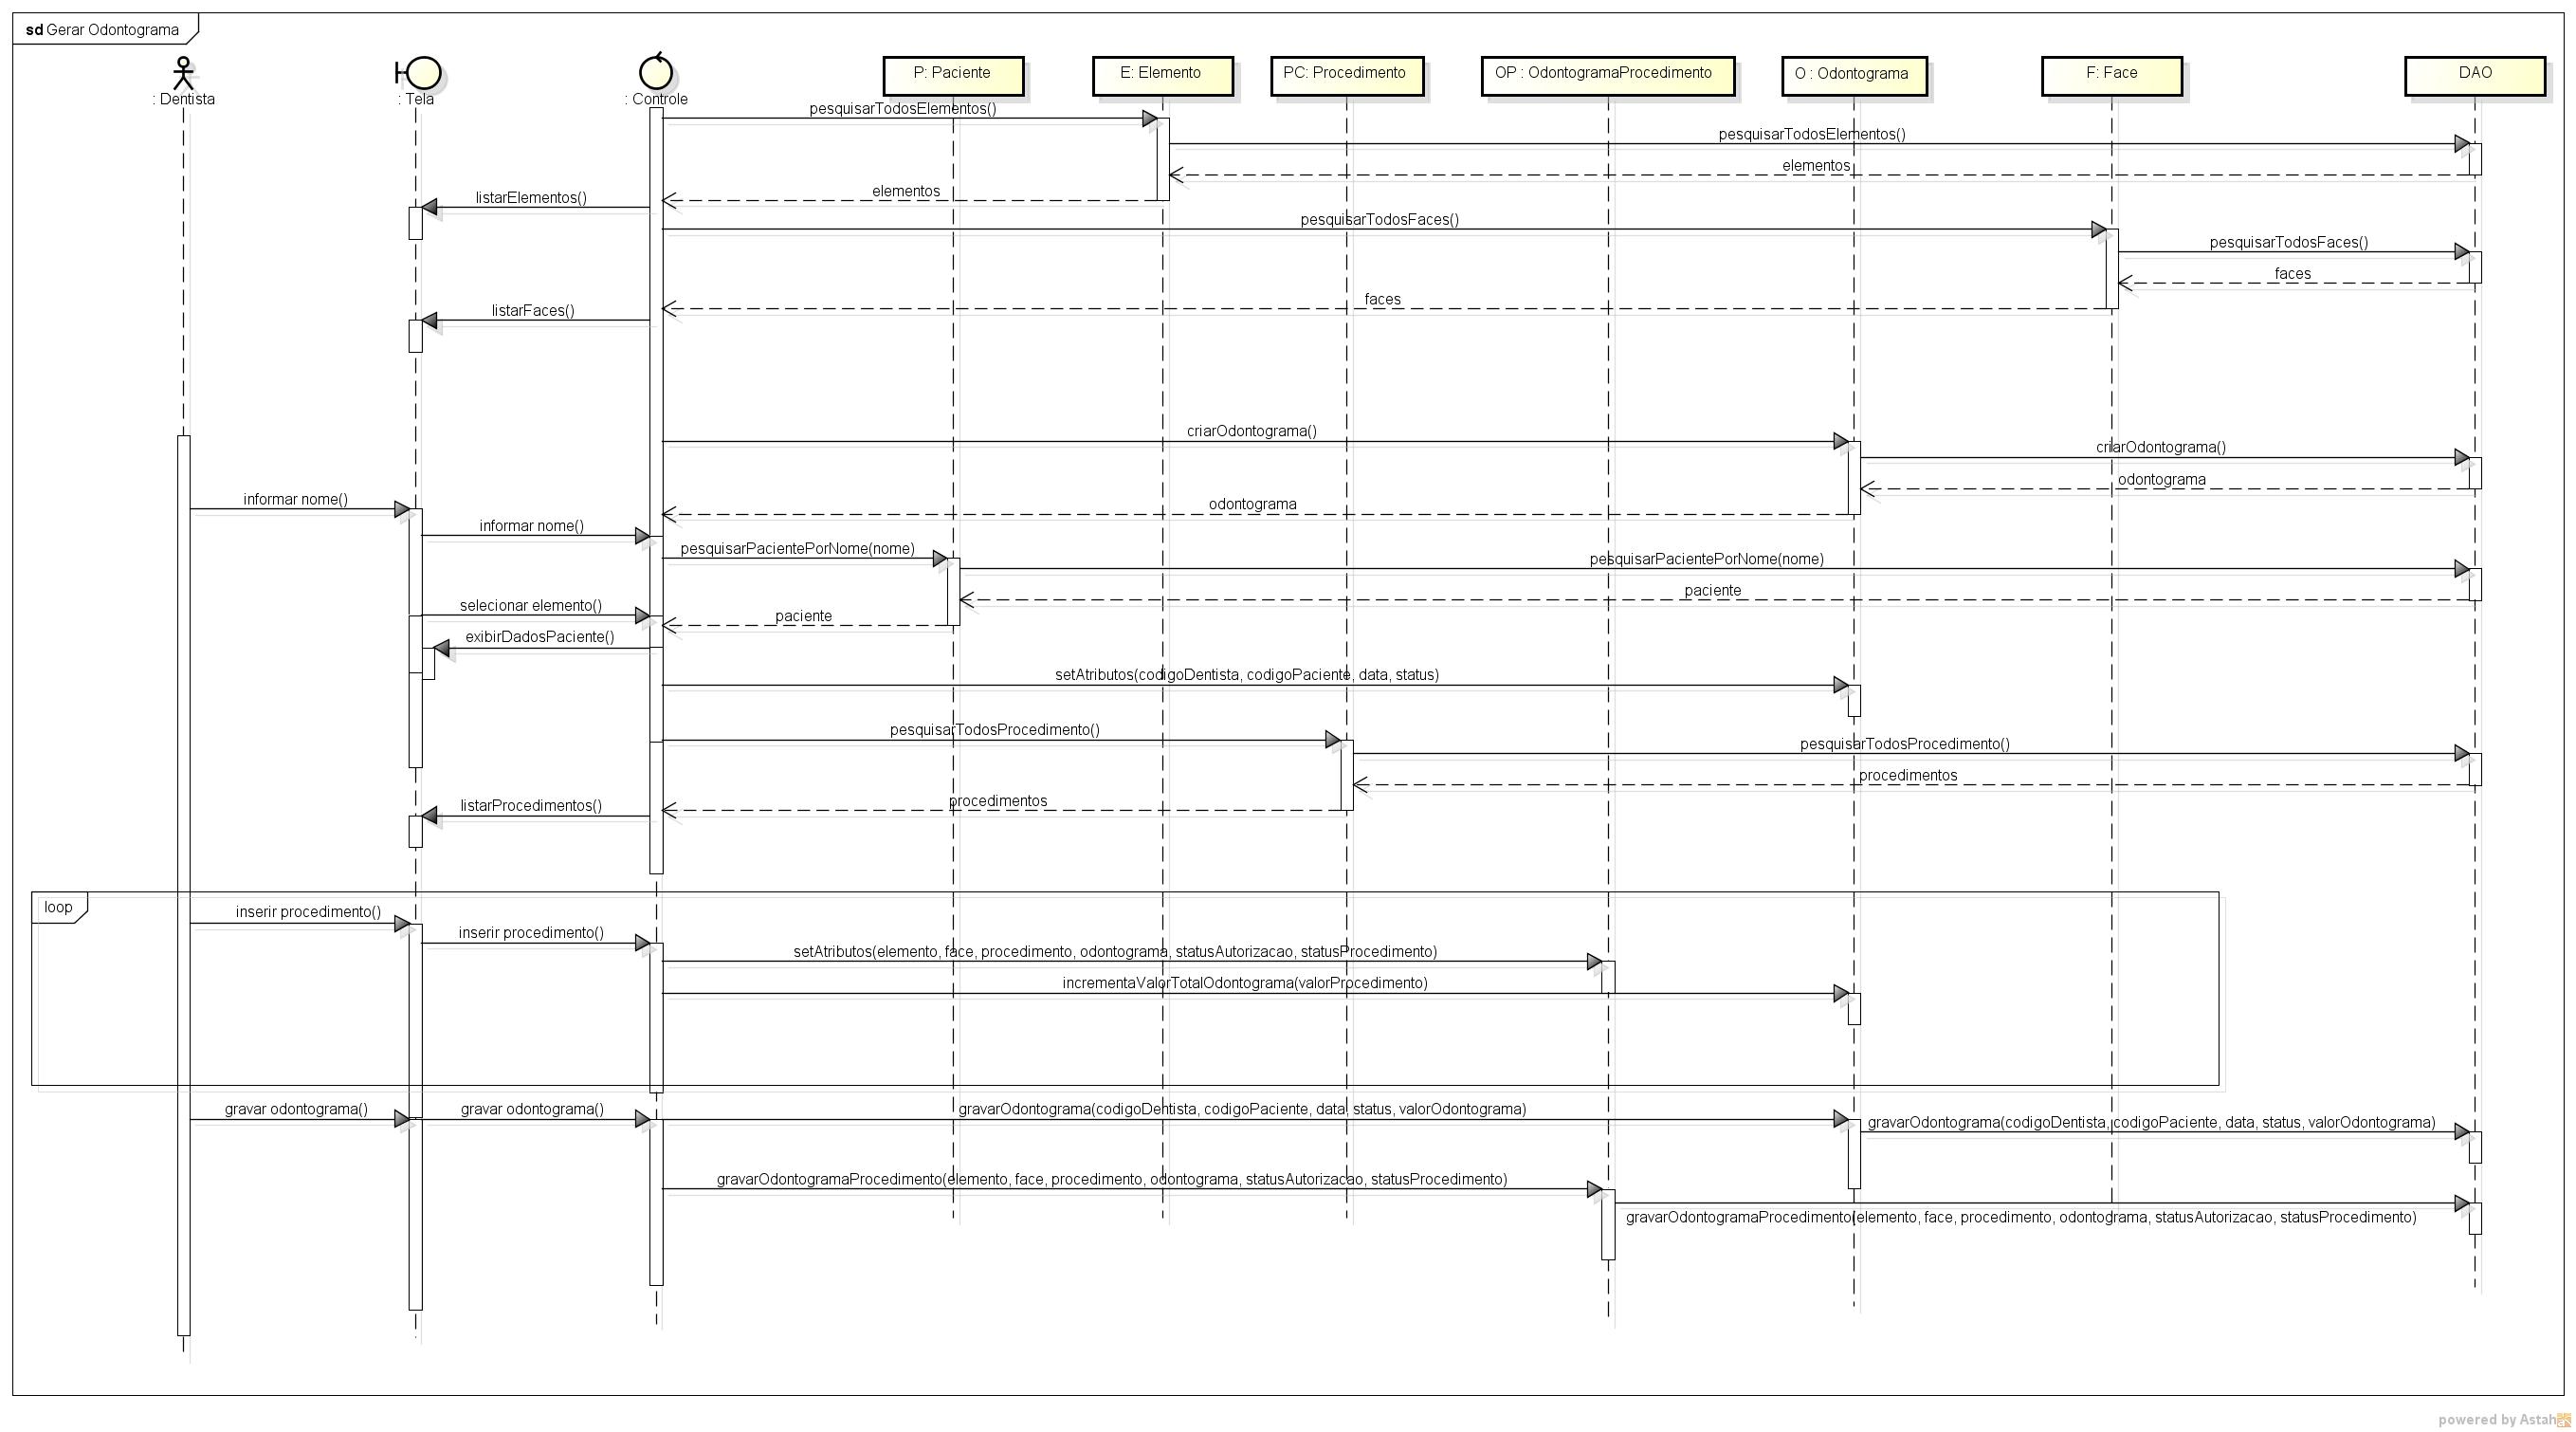 sd Gerar Odontograma
: Dentista
: Tela
: Controle
P: Paciente
E: Elemento
PC: Procedimento
OP : OdontogramaProcedimento
O : Odontograma
F: Face
DAO
pesquisarTodosElementos()
pesquisarTodosElementos()
elementos
elementos
listarElementos()
pesquisarTodosFaces()
pesquisarTodosFaces()
faces
faces
listarFaces()
criarOdontograma()
criarOdontograma()
odontograma
informar nome()
odontograma
informar nome()
pesquisarPacientePorNome(nome)
pesquisarPacientePorNome(nome)
paciente
selecionar elemento()
paciente
exibirDadosPaciente()
setAtributos(codigoDentista, codigoPaciente, data, status)
pesquisarTodosProcedimento()
pesquisarTodosProcedimento()
procedimentos
procedimentos
listarProcedimentos()
loop
inserir procedimento()
inserir procedimento()
setAtributos(elemento, face, procedimento, odontograma, statusAutorizacao, statusProcedimento)
incrementaValorTotalOdontograma(valorProcedimento)
gravar odontograma()
gravar odontograma()
gravarOdontograma(codigoDentista, codigoPaciente, data, status, valorOdontograma)
gravarOdontograma(codigoDentista, codigoPaciente, data, status, valorOdontograma)
gravarOdontogramaProcedimento(elemento, face, procedimento, odontograma, statusAutorizacao, statusProcedimento)
gravarOdontogramaProcedimento(elemento, face, procedimento, odontograma, statusAutorizacao, statusProcedimento)
powered by Astah